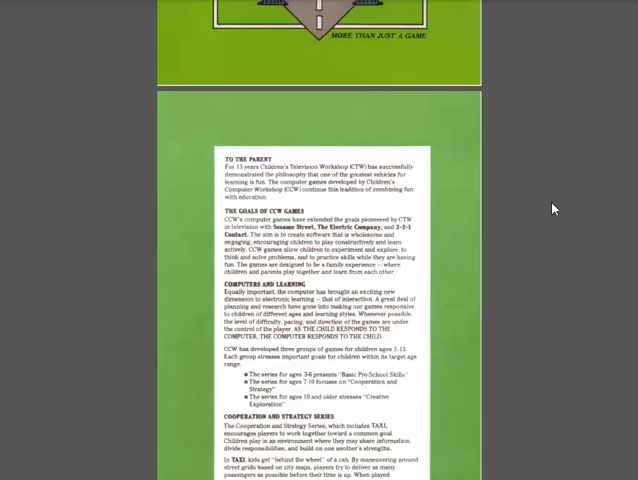 MORE THAN JUST A GAME
TO THE PARENT
For 13 years Children's Television Workshop (CTW) has successfully
demonstrated the philosophy that one of the greatest vehicles for
learning is fun. The computer games developed by Children's
Computer Workshop (CCW) continue this tradition of combining fun
with education.
THE GOALS OF CCW GAMES
CCW's computer games have extended the goals pioneered by CTW
in television with Sesame Street, The Electric Company, and 3-2-1
Contact. The aim is to create software that is wholesome and
engaging, encouraging children to play constructively and learn
actively. CCW games allow children to experiment and explore, to
think and solve problems, and to practice skills while they are having
fun. The games are designed to be a family experience – where
children and parents play together and learn from each other.
COMPUTERS AND LEARNING
Equally important, the computer has brought an exciting new
dimension to electronic learning – that of interaction. A great deal of
planning and research have gone into making our games responsive
to children of different ages and learning styles. Whenever possible
the level of difficulty, pacing, and direction of the games are under
the control of the player. AS THE CHILD RESPONDS TO THE
COMPUTER, THE COMPUTER RESPONDS TO THE CHILD.
CCW has developed three groups of games for children ages 3-13.
Each group stresses important goals for children within its target age
range.
■ The series for ages 3-6 presents "Basic Pre-School Skills"
■ The series for ages 7-10 focuses on "Cooperation and
Strategy"
■ The series for ages 10 and older stresses "Creative
Exploration"
COOPERATION AND STRATEGY SERIES
The Cooperation and Strategy Series, which includes TAXI,
encourages players to work together toward a common goal.
Children play in an environment where they may share information,
divide responsibilities, and build on one another's strengths.
In TAXI, kids get "behind the wheel" of a cab. By maneuvering around
street grids based on city maps, players try to deliver as many
passengers as possible before their time is up. When played